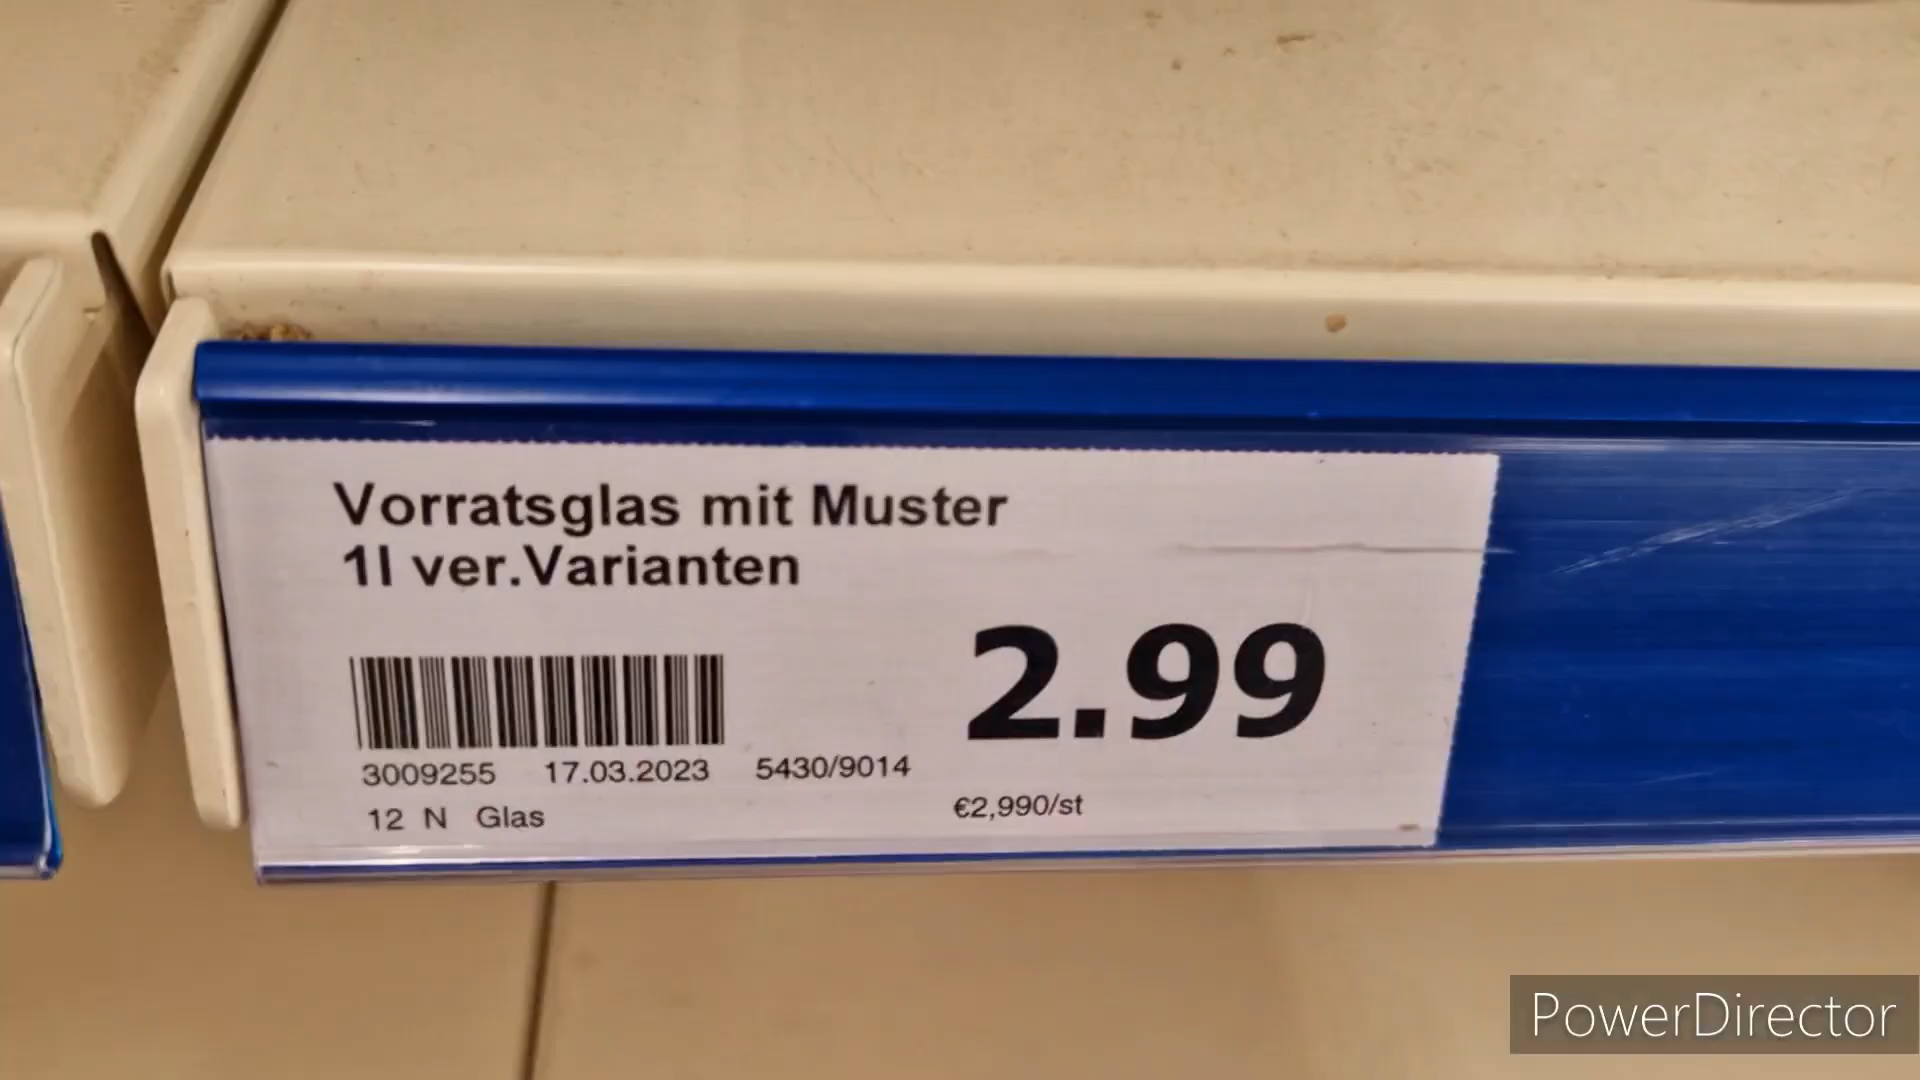 Vorratsglas mit Muster
1l ver.Varianten
2.99
3009255 17.03.2023 5430/9014
12 N Glas €2,990/st
PowerDirector